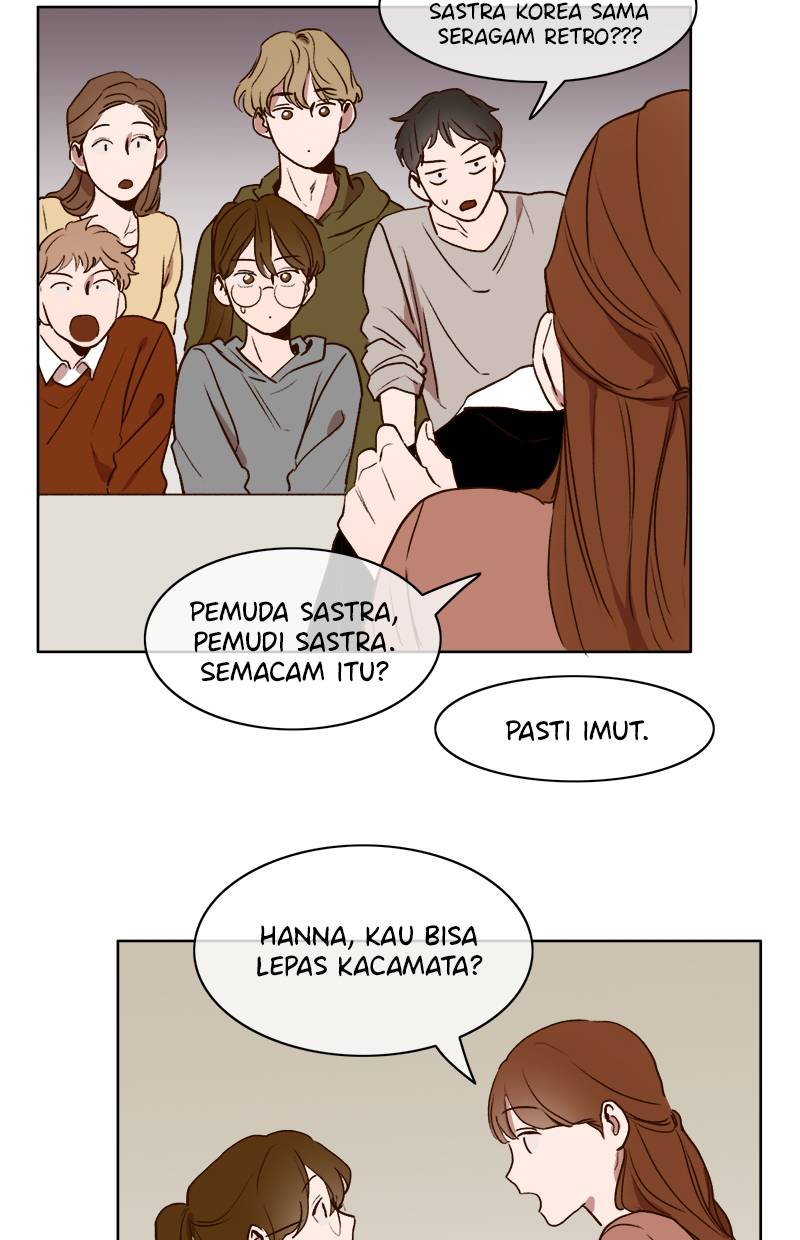 SASTRA KOREA SAMA
SERAGAM RETRO???
PEMUDA SASTRA,
PEMUDI SASTRA.
SEMACAM ITU?
PASTI IMUT.
HANNA, KAU BISA
LEPAS KACAMATA?